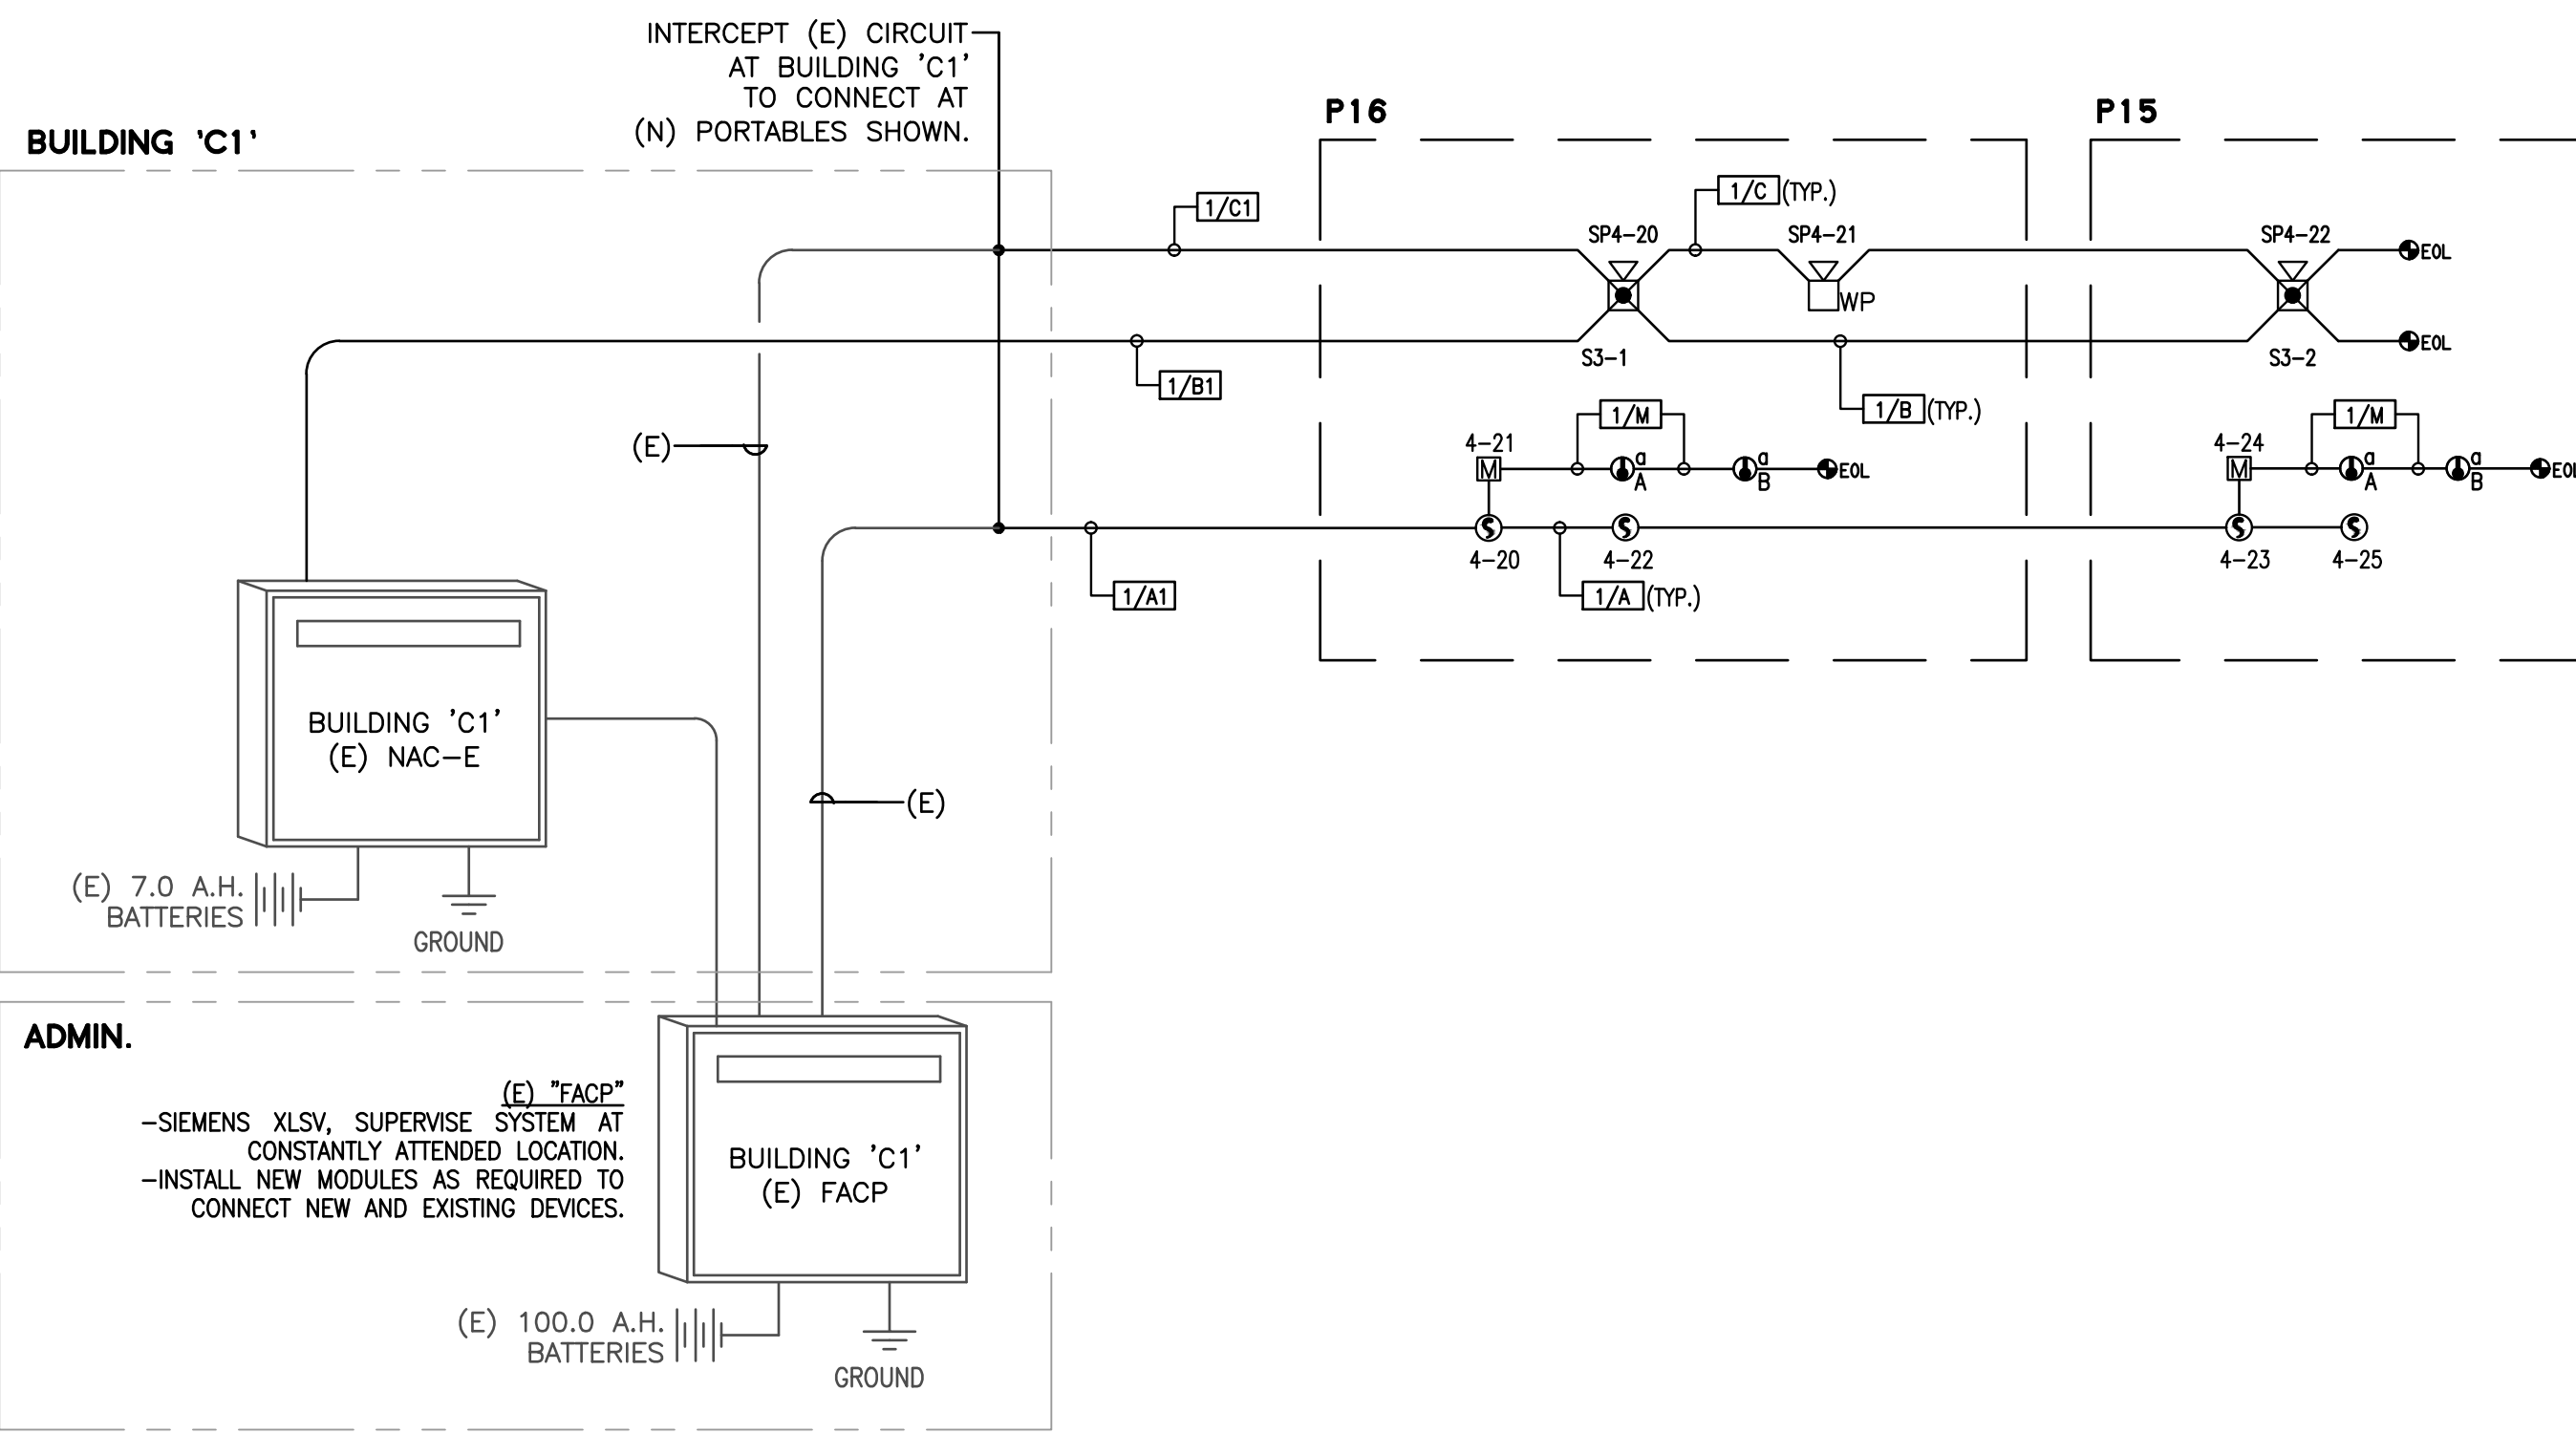 INTERCEPT (E) CIRCUIT
AT BUILDING 'C1'
TO CONNECT AT
(N) PORTABLES SHOWN.
BUILDING 'C1'
P16
P15
1/C1
1/C (TYP.)
SP4-20
SP4-21
SP4-22
EOL
WP
1/B1
S3-1
S3-2
EOL
1/B (TYP.)
(E)
4-21
1/M
a
A
a
B
EOL
4-24
1/M
a
A
a
B
EOL
M
M
S
S
S
S
4-20
4-22
4-23
4-25
1/A1
1/A (TYP.)
BUILDING 'C1'
(E) NAC-E
(E)
(E) 7.0 A.H.
BATTERIES
GROUND
ADMIN.
(E) "FACP"
-SIEMENS XLSV, SUPERVISE SYSTEM AT
CONSTANTLY ATTENDED LOCATION.
-INSTALL NEW MODULES AS REQUIRED TO
CONNECT NEW AND EXISTING DEVICES.
BUILDING 'C1'
(E) FACP
(E) 100.0 A.H.
BATTERIES
GROUND